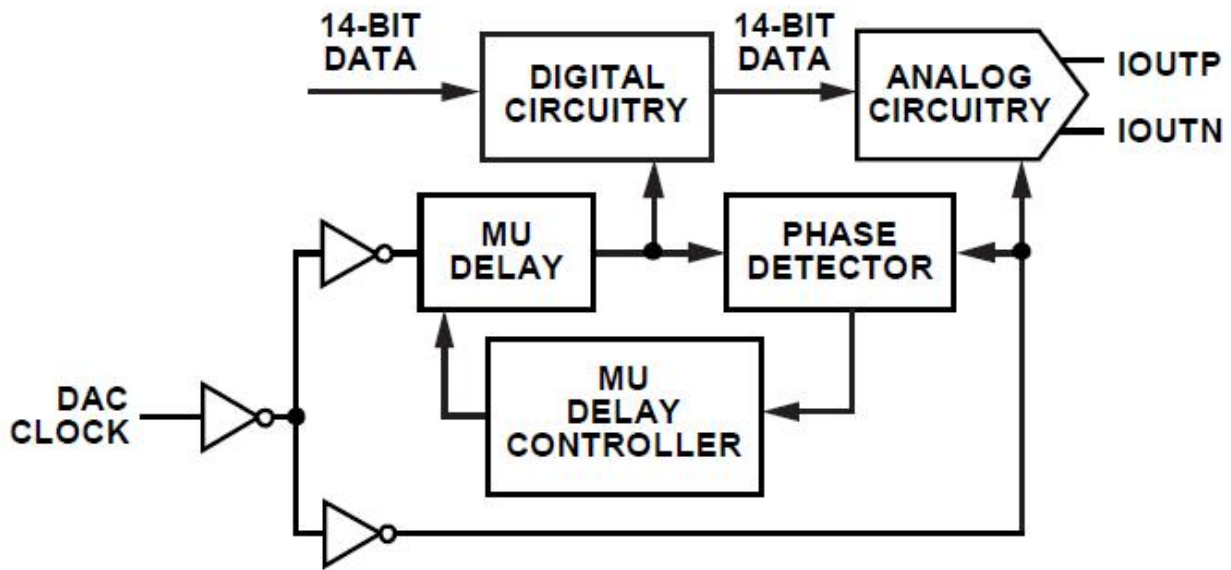 14-BIT
DATA
DIGITAL
CIRCUITRY
14-BIT
DATA
ANALOG
CIRCUITRY
IOUTP
IOUTN
MU
DELAY
PHASE
DETECTOR
MU
DELAY
CONTROLLER
DAC
CLOCK